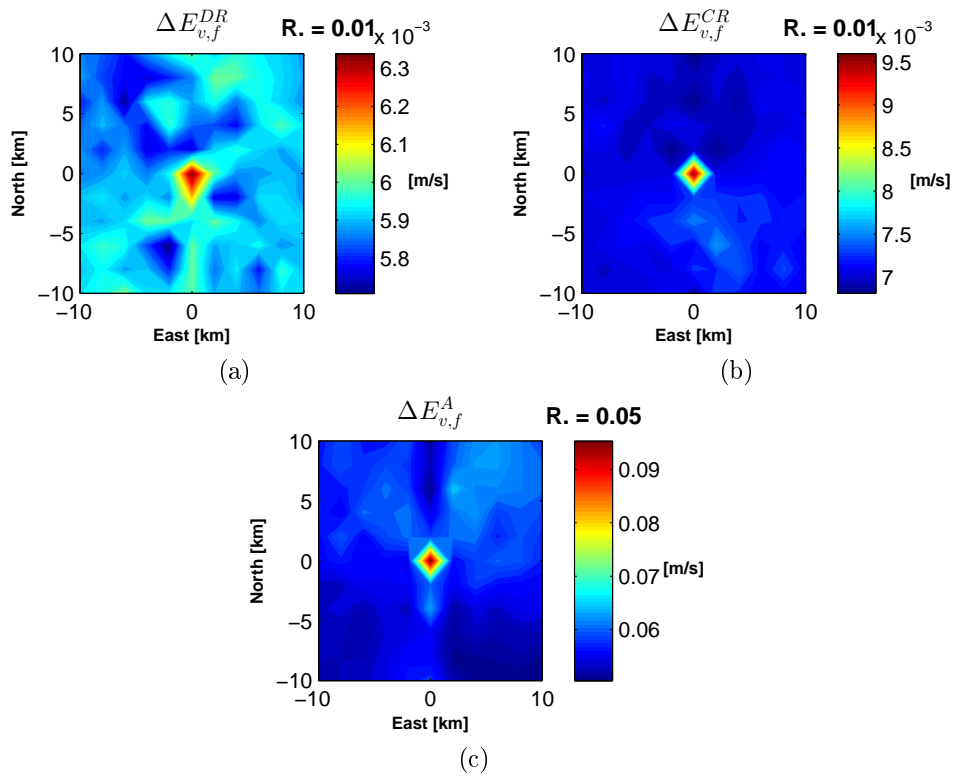 ΔE^{DR}_{v,f} R. = 0.01 x 10⁻³
10
5
0
−5
−10
North [km]
−10 0 10
East [km]
6.3
6.2
6.1
6
5.9
5.8
[m/s]
(a)
ΔE^{CR}_{v,f} R. = 0.01 x 10⁻³
10
5
0
−5
−10
North [km]
−10 0 10
East [km]
9.5
9
8.5
8
7.5
7
[m/s]
(b)
ΔE^{A}_{v,f} R. = 0.05
10
5
0
−5
−10
North [km]
−10 0 10
East [km]
0.09
0.08
0.07
0.06
[m/s]
(c)